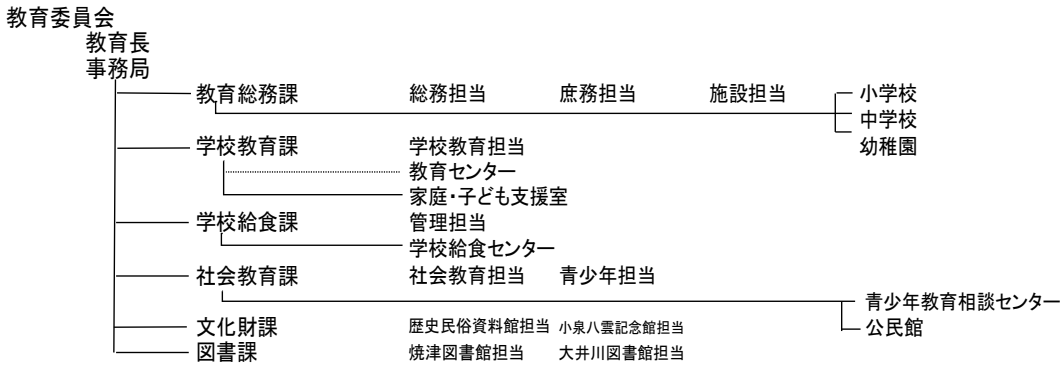 教育委員会
教育長
事務局
教育総務課 総務担当 庶務担当 施設担当 小学校
中学校
幼稚園
学校教育課 学校教育担当
教育センター
家庭・子ども支援室
学校給食課 管理担当
学校給食センター
社会教育課 社会教育担当 青少年担当
青少年教育相談センター
公民館
文化財課 歴史民俗資料館担当 小泉八雲記念館担当
図書課 焼津図書館担当 大井川図書館担当